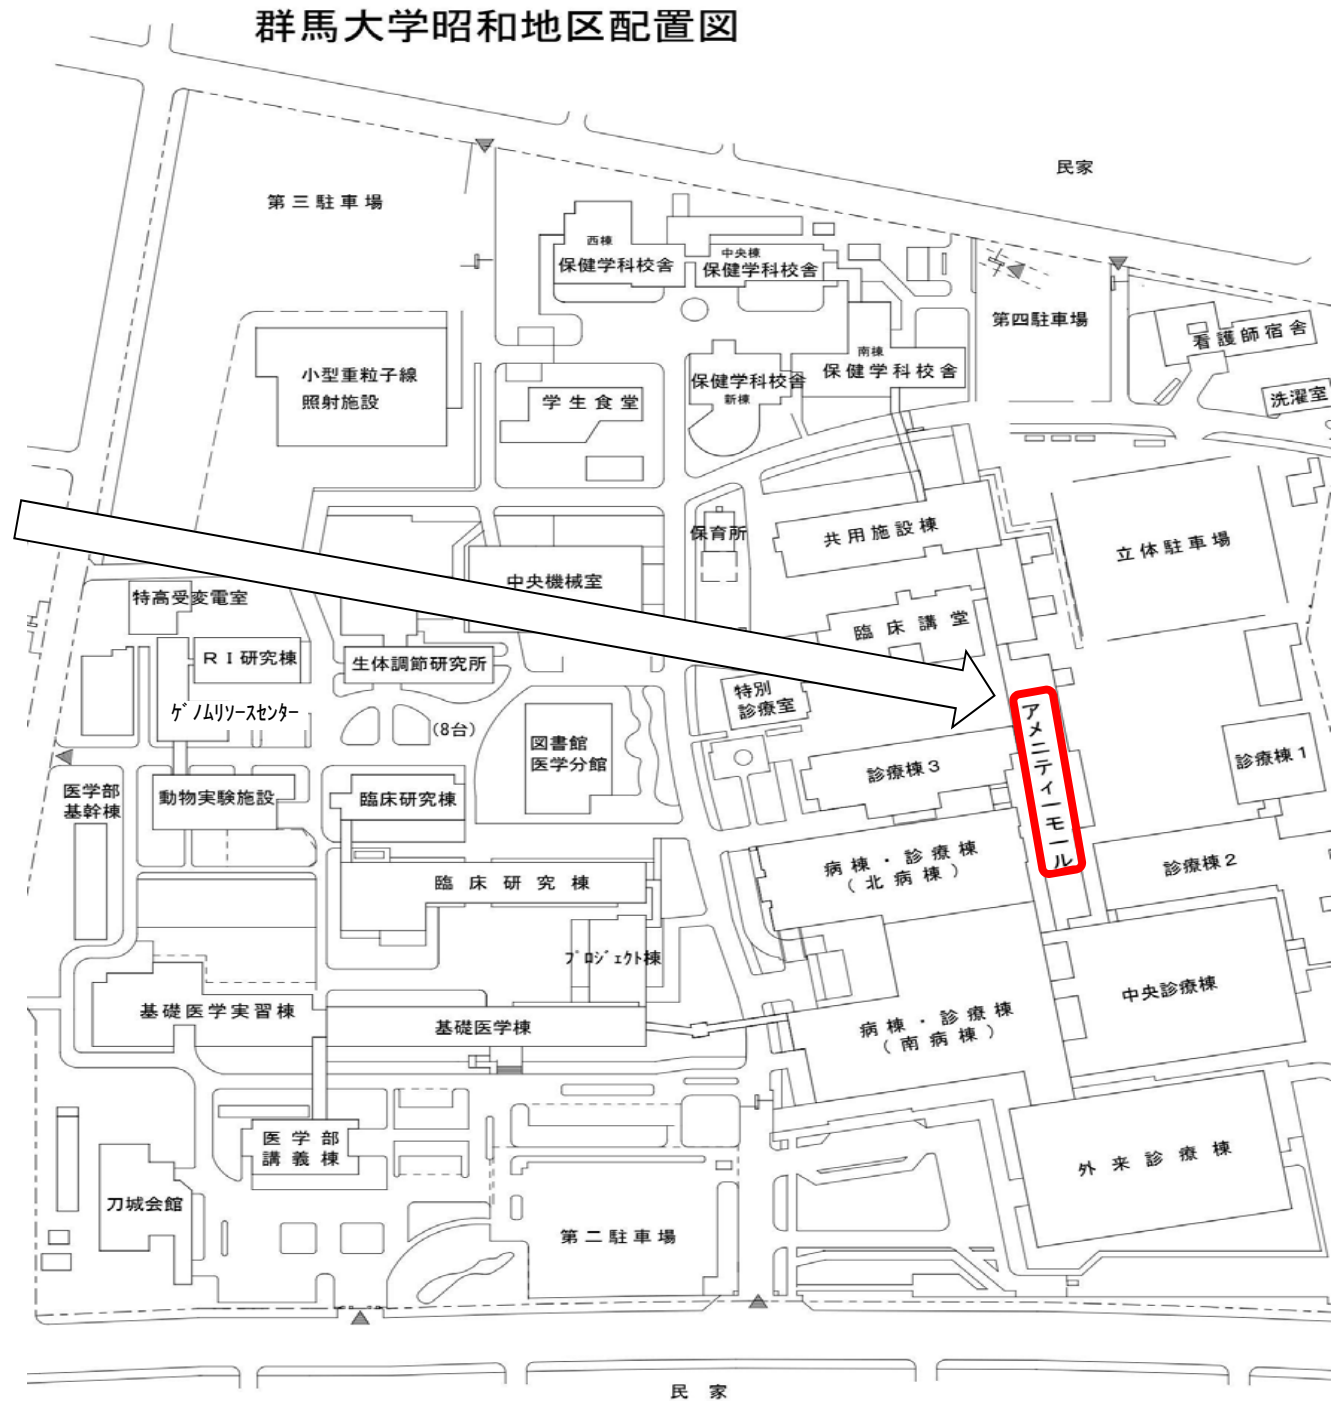 群馬大学昭和地区配置図
民家
第三駐車場
西棟
保健学科校舎
中央棟
保健学科校舎
第四駐車場
看護師宿舎
南棟
保健学科校舎
保健学科校舎
新棟
洗濯室
小型重粒子線
照射施設
学生食堂
保育所
共用施設棟
立体駐車場
中央機械室
特高受変電室
臨床講堂
RI研究棟
生体調節研究所
特別
診療室
アメニティーモール
ｹﾞﾉﾑﾘｿｰｽセンター
(8台)
図書館
医学分館
診療棟3
診療棟1
医学部
基幹棟
動物実験施設
臨床研究棟
病棟・診療棟
(北病棟)
診療棟2
臨床研究棟
ﾌﾟﾛｼﾞｪｸﾄ棟
中央診療棟
基礎医学実習棟
基礎医学棟
病棟・診療棟
(南病棟)
医学部
講義棟
外来診療棟
刀城会館
第二駐車場
民家